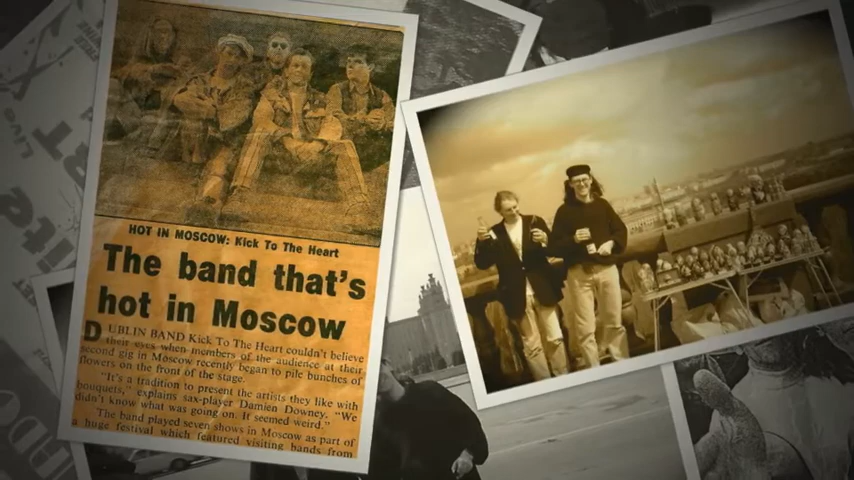 HOT IN MOSCOW: Kick To The Heart
The band that's
hot in Moscow
DUBLIN BAND Kick To The Heart couldn't believe
their eyes when members of the audience at their
second gig in Moscow recently began to pile bunches of
flowers on the front of the stage.
"It's a tradition to present the artists they like with
bouquets," explains sax-player Damien Downey. "We
didn't know what was going on. It seemed weird."
The band played seven shows in Moscow as part of
a huge festival which featured visiting bands from
Live